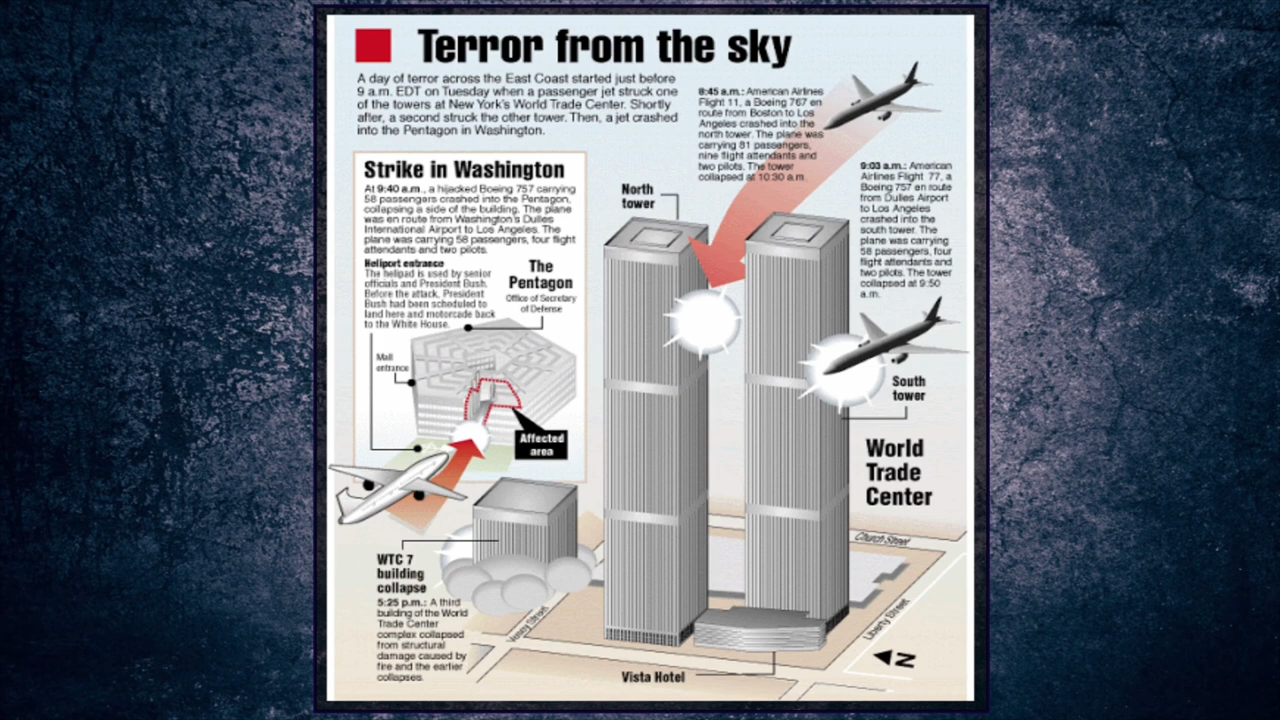 Terror from the sky
A day of terror across the East Coast started just before
9 a.m. EDT on Tuesday when a passenger jet struck one
of the towers at New York's World Trade Center. Shortly
after, a second struck the other tower. Then, a jet crashed
into the Pentagon in Washington.
8:45 a.m.: American Airlines
Flight 11, a Boeing 767 en
route from Boston to Los
Angeles crashed into the
north tower. The plane was
carrying 81 passengers,
nine flight attendants and
two pilots. The tower
collapsed at 10:30 a.m.
9:03 a.m.: American
Airlines Flight 77, a
Boeing 757 en route
from Dulles Airport
to Los Angeles
crashed into the
south tower. The
plane was carrying
58 passengers, four
flight attendants and
two pilots. The tower
collapsed at 9:50
a.m.
Strike in Washington
At 9:40 a.m., a hijacked Boeing 757 carrying
58 passengers crashed into the Pentagon,
collapsing a side of the building. The plane
was en route from Washington's Dulles
International Airport to Los Angeles. The
plane was carrying 58 passengers, four flight
attendants and two pilots.
Heliport entrance
The helipad is used by senior
officials and President Bush.
Before the attack, President
Bush had been scheduled to
land here and motorcade back
to the White House.
The
Pentagon
Office of Secretary
of Defense
Mall
entrance
Affected
area
North
tower
South
tower
World
Trade
Center
WTC 7
building
collapse
5:25 p.m.: A third
building of the World
Trade Center
complex collapsed
from structural
damage caused by
fire and the earlier
collapses.
Vesey Street
Church Street
Liberty Street
N
Vista Hotel